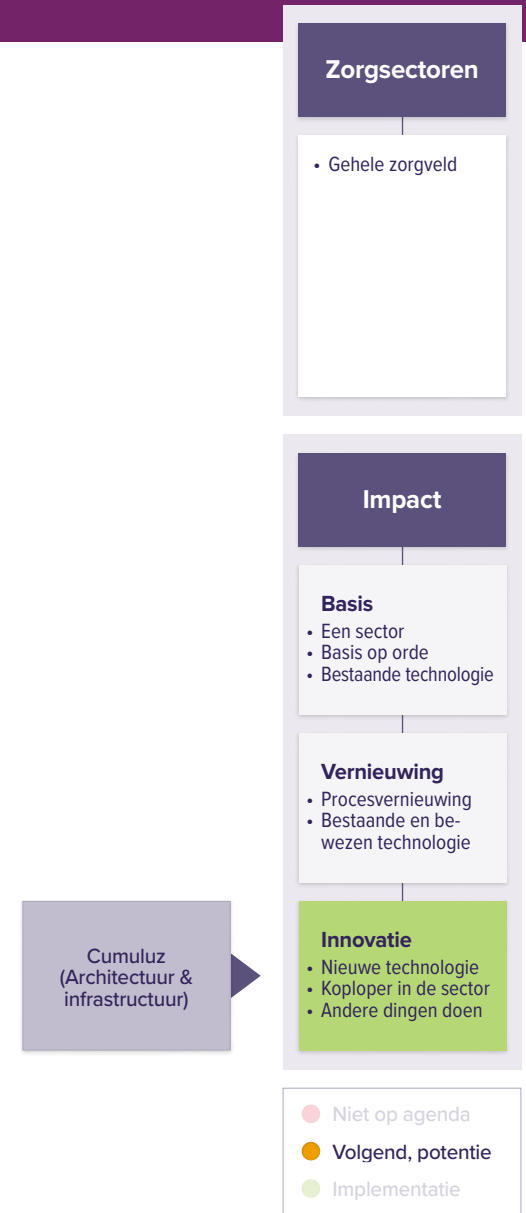 Zorgsectoren
• Gehele zorgveld
Impact
Basis
• Een sector
• Basis op orde
• Bestaande technologie
Vernieuwing
• Procesvernieuwing
• Bestaande en be-
wezen technologie
Cumuluz
(Architectuur &
infrastructuur)
Innovatie
• Nieuwe technologie
• Koploper in de sector
• Andere dingen doen
Niet op agenda
Volgend, potentie
Implementatie